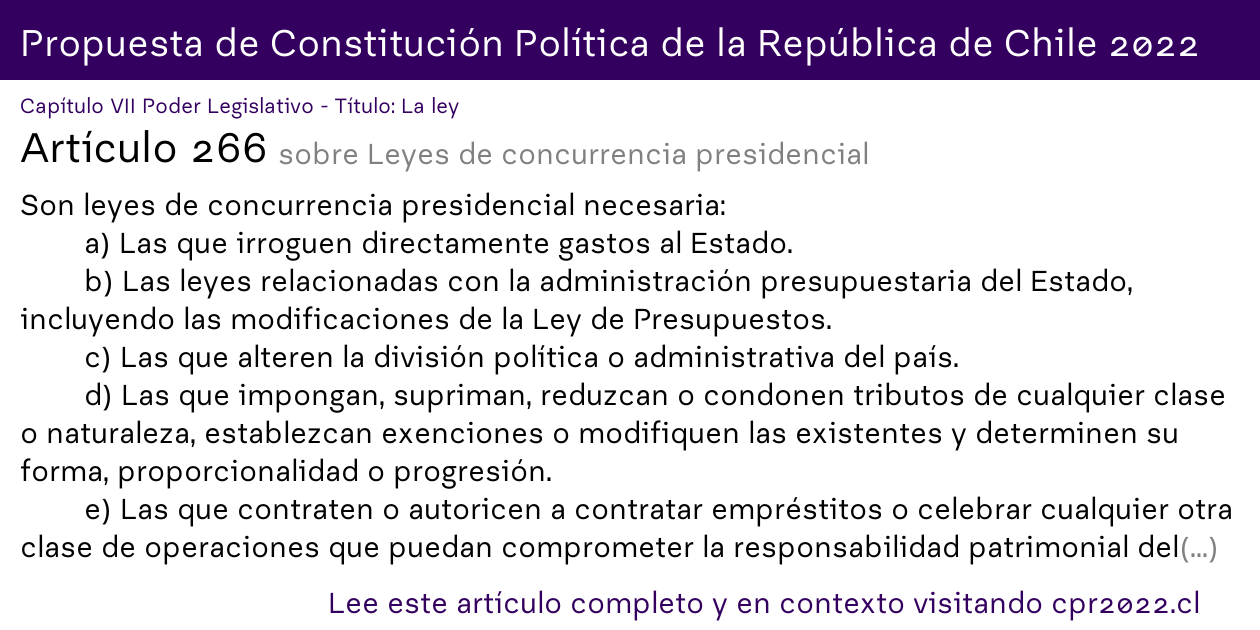 Propuesta de Constitución Política de la República de Chile 2022
Capítulo VII Poder Legislativo - Título: La ley
Artículo 266 sobre Leyes de concurrencia presidencial
Son leyes de concurrencia presidencial necesaria:
a) Las que irroguen directamente gastos al Estado.
b) Las leyes relacionadas con la administración presupuestaria del Estado,
incluyendo las modificaciones de la Ley de Presupuestos.
c) Las que alteren la división política o administrativa del país.
d) Las que impongan, supriman, reduzcan o condonen tributos de cualquier clase
o naturaleza, establezcan exenciones o modifiquen las existentes y determinen su
forma, proporcionalidad o progresión.
e) Las que contraten o autoricen a contratar empréstitos o celebrar cualquier otra
clase de operaciones que puedan comprometer la responsabilidad patrimonial del(...)
Lee este artículo completo y en contexto visitando cpr2022.cl